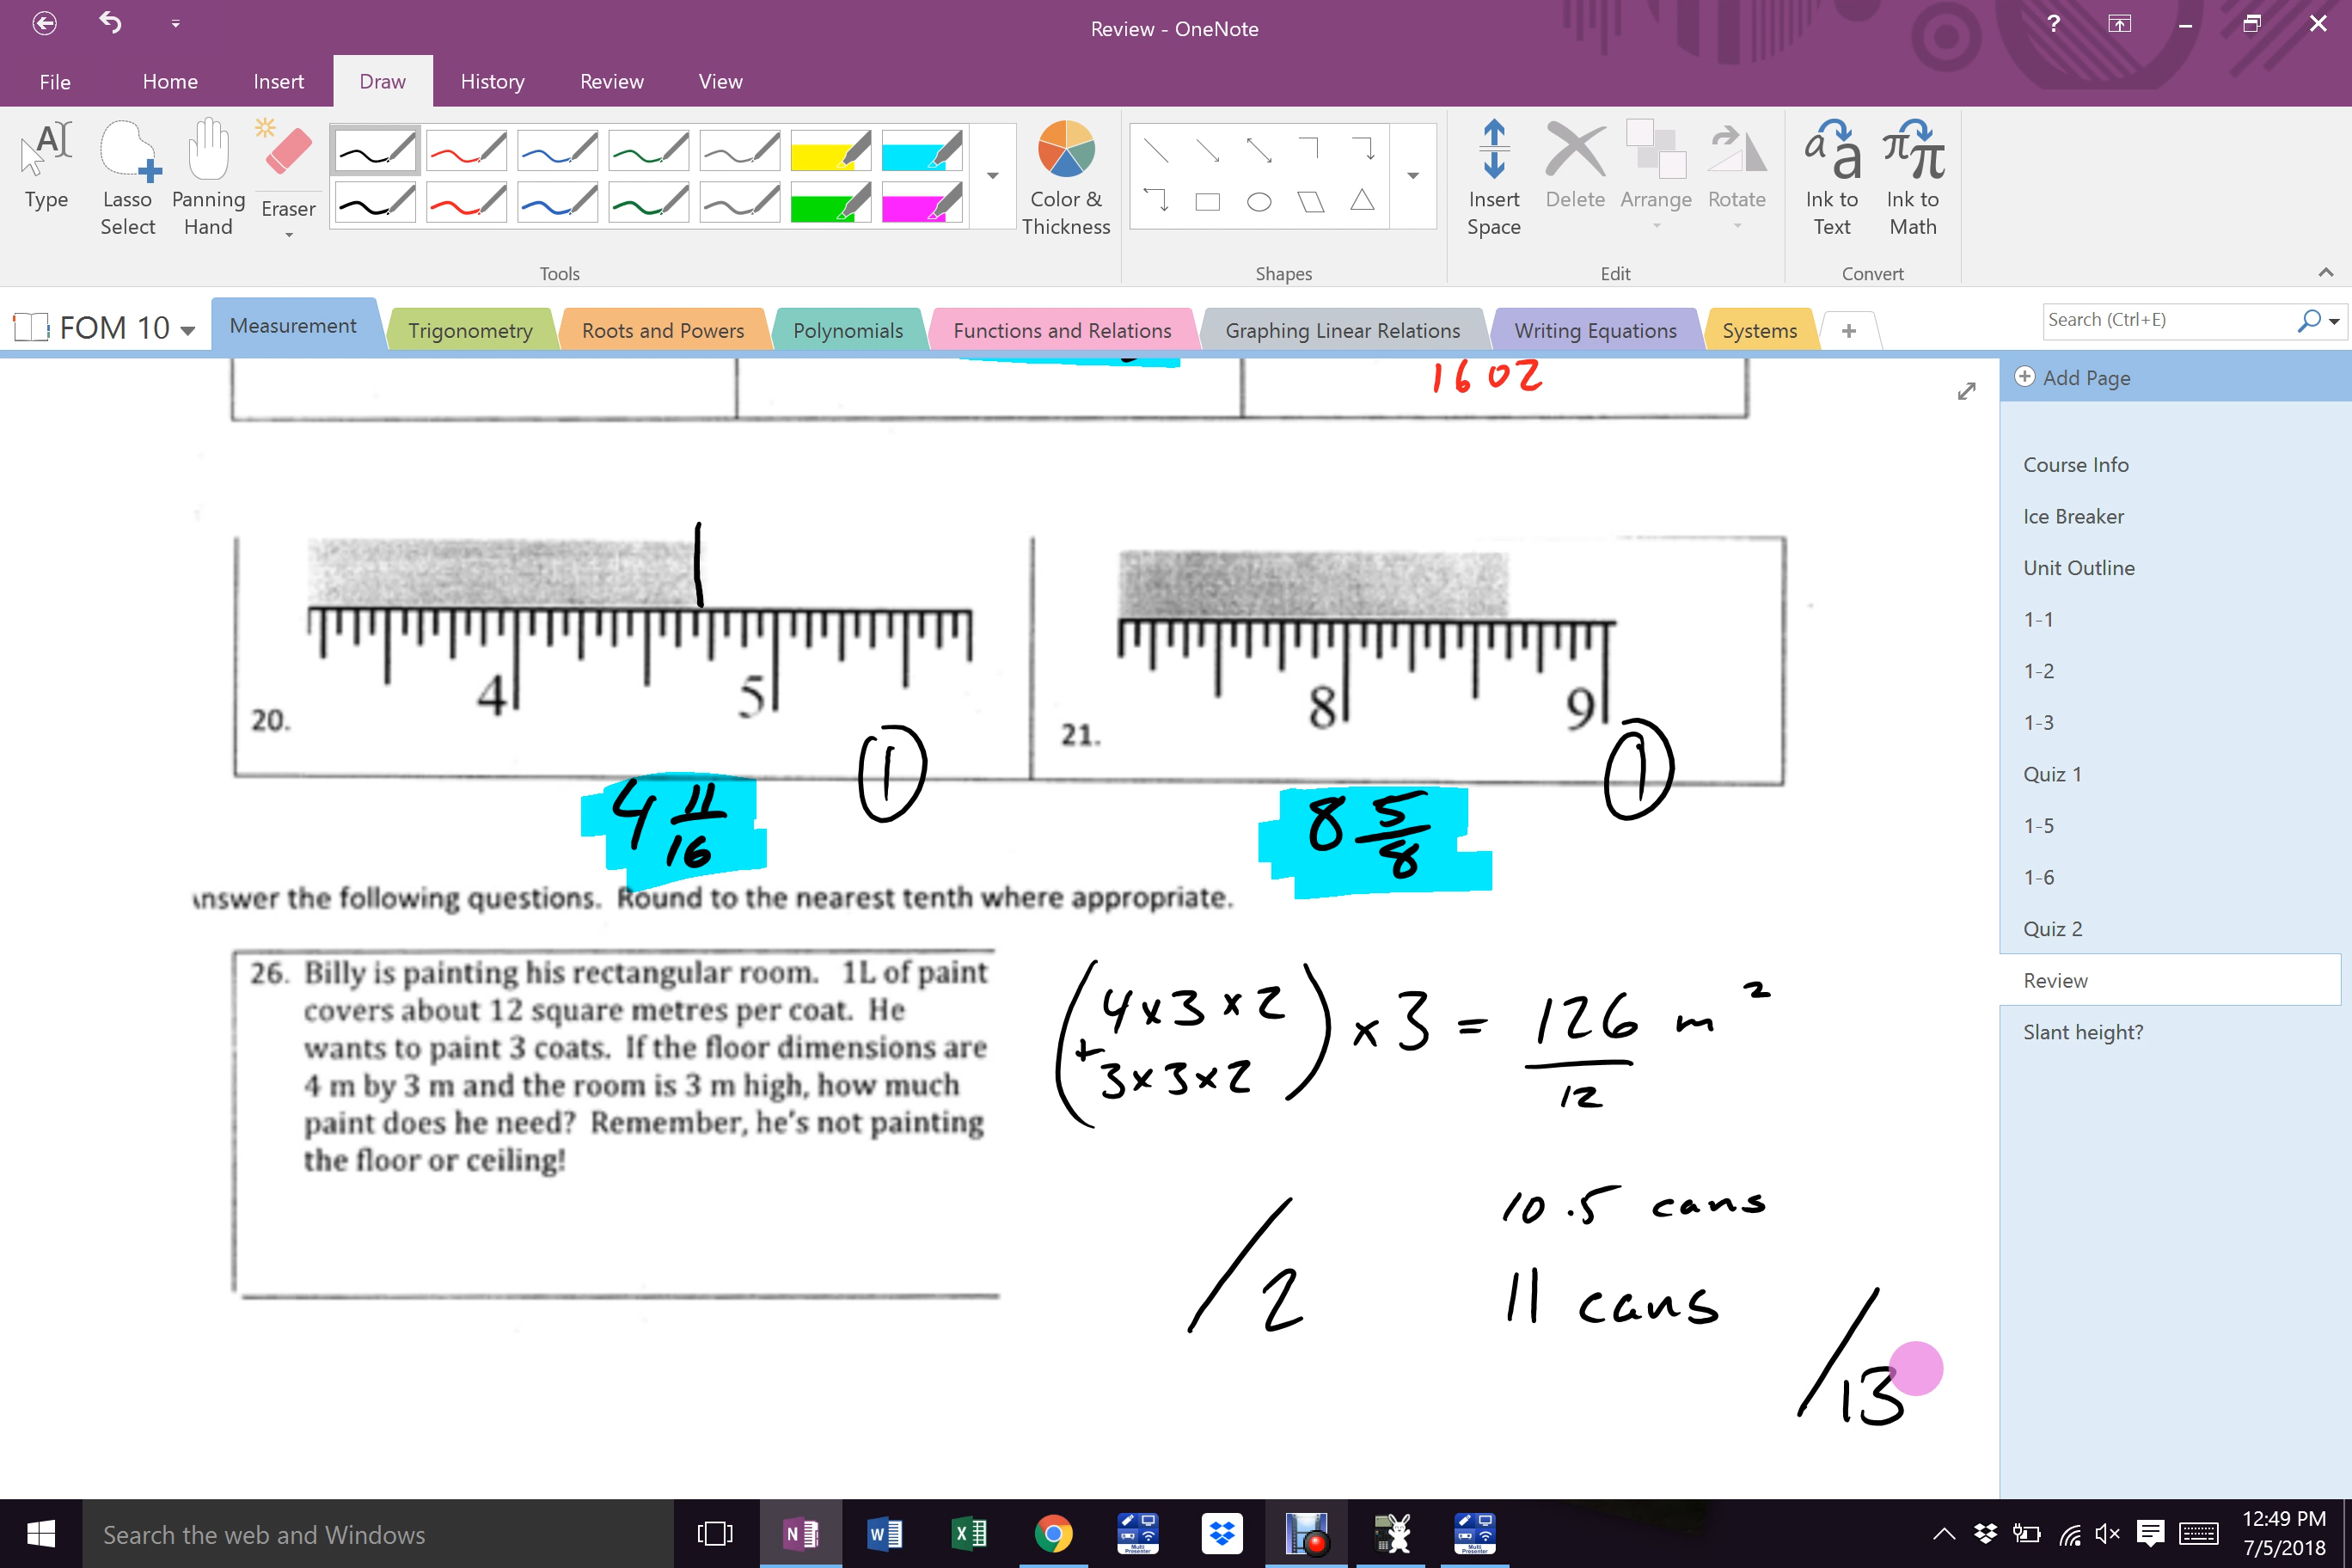 Review - OneNote
?
File Home Insert Draw History Review View
Type
Lasso Select
Panning Hand
Eraser
Color & Thickness
Insert Space
Delete
Arrange
Rotate
Ink to Text
Ink to Math
Tools Shapes Edit Convert
FOM 10 Measurement Trigonometry Roots and Powers Polynomials Functions and Relations Graphing Linear Relations Writing Equations Systems +
Search (Ctrl+E)
Add Page
Course Info
Ice Breaker
Unit Outline
1-1
1-2
1-3
Quiz 1
1-5
1-6
Quiz 2
Review
Slant height?
16 02
4 5
20.
1
4 11/16
8 9
21.
1
8 5/8
nswer the following questions. Round to the nearest tenth where appropriate.
26. Billy is painting his rectangular room. 1L of paint
covers about 12 square metres per coat. He
wants to paint 3 coats. If the floor dimensions are
4 m by 3 m and the room is 3 m high, how much
paint does he need? Remember, he's not painting
the floor or ceiling!
(4x3x2 + 3x3x2) x 3 = 126/12 m²
10.5 cans
/2
11 cans
/13
Search the web and Windows
12:49 PM
7/5/2018